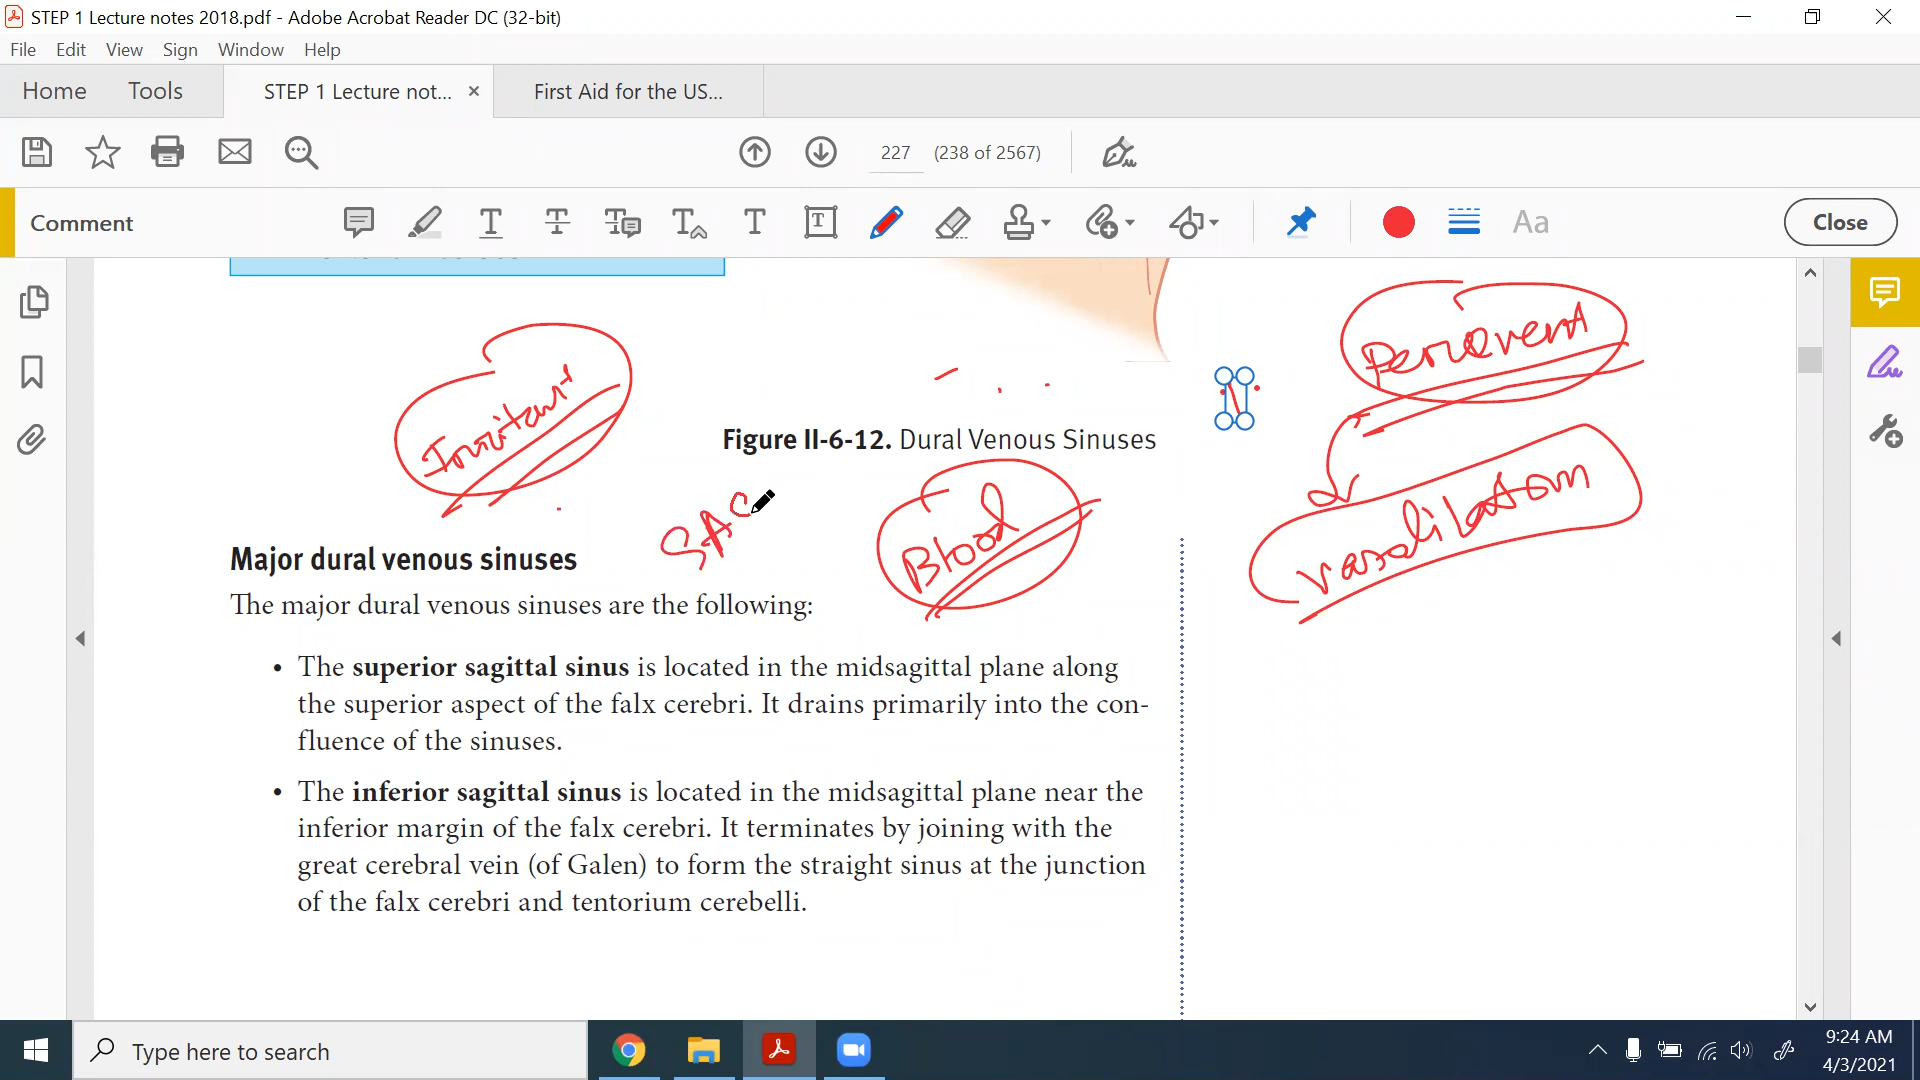 STEP 1 Lecture notes 2018.pdf - Adobe Acrobat Reader DC (32-bit)
File Edit View Sign Window Help
Home Tools STEP 1 Lecture not... × First Aid for the US...
227 (238 of 2567)
Comment Aa Close
Perivent
Irritant
Figure II-6-12. Dural Venous Sinuses
vasodilatom
SAC
Blood
Major dural venous sinuses
The major dural venous sinuses are the following:
• The superior sagittal sinus is located in the midsagittal plane along
the superior aspect of the falx cerebri. It drains primarily into the con-
fluence of the sinuses.
• The inferior sagittal sinus is located in the midsagittal plane near the
inferior margin of the falx cerebri. It terminates by joining with the
great cerebral vein (of Galen) to form the straight sinus at the junction
of the falx cerebri and tentorium cerebelli.
Type here to search
9:24 AM
4/3/2021